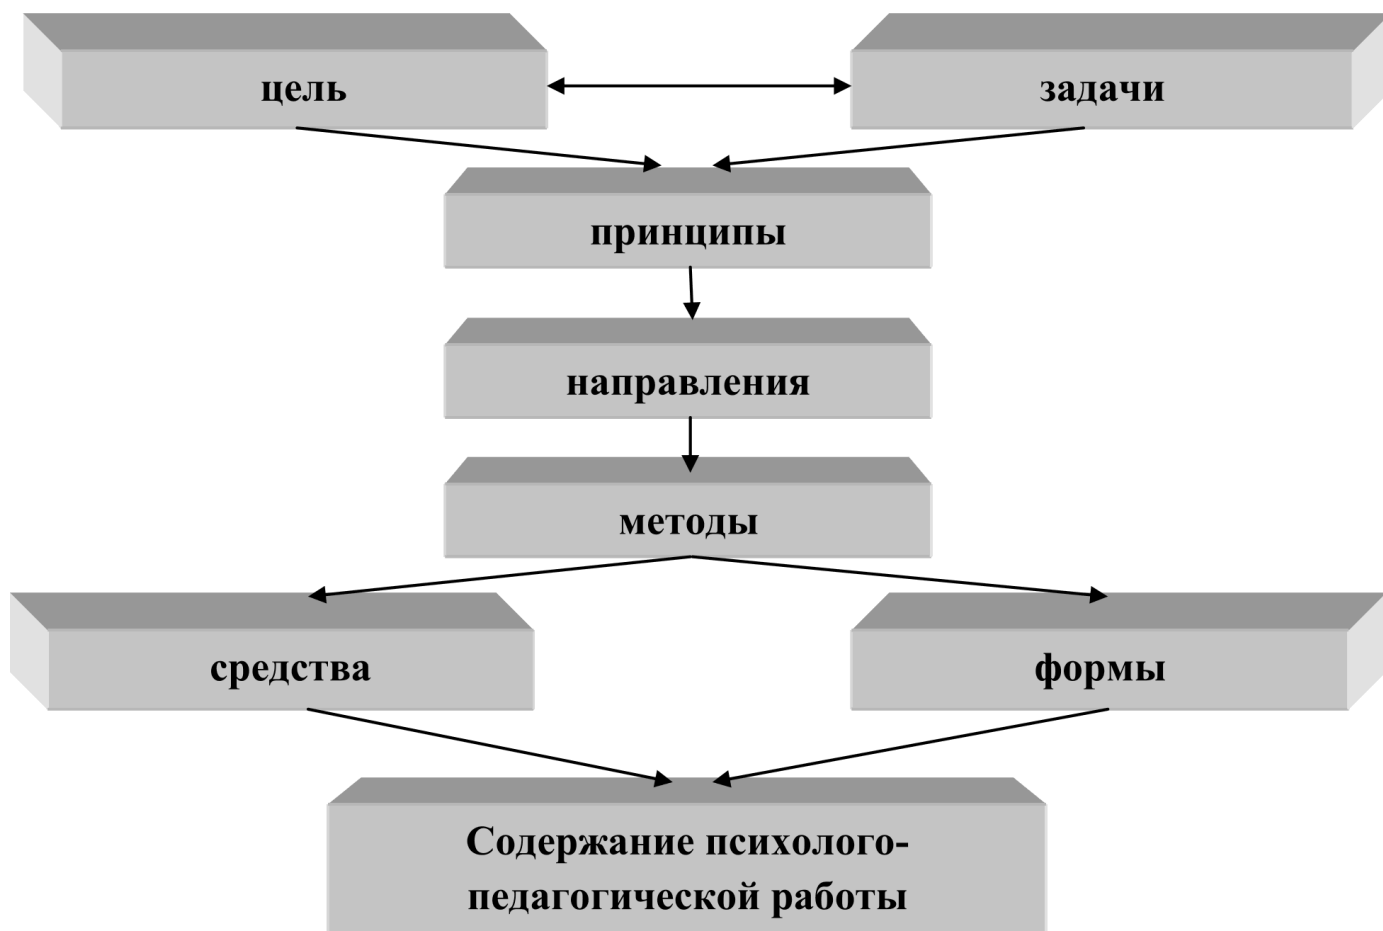 цель
задачи
принципы
направления
методы
средства
формы
Содержание психолого-
педагогической работы